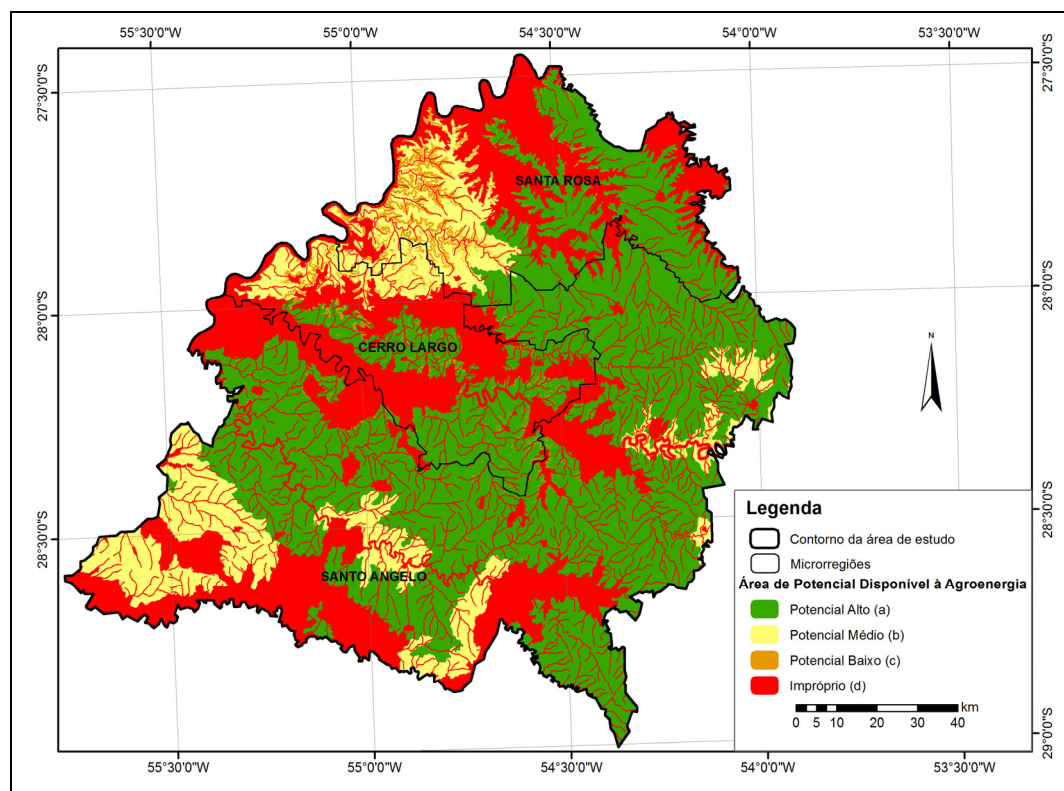 55°30'0"W 55°0'0"W 54°30'0"W 54°0'0"W 53°30'0"W
27°30'0"S 27°30'0"S
SANTA ROSA
28°0'0"S 28°0'0"S
CERRO LARGO
N
28°30'0"S 28°30'0"S
SANTO ANGELO
Legenda
Contorno da área de estudo
Microrregiões
Área de Potencial Disponível à Agroenergia
Potencial Alto (a)
Potencial Médio (b)
Potencial Baixo (c)
Impróprio (d)
km
0 5 10 20 30 40
29°0'0"S
55°30'0"W 55°0'0"W 54°30'0"W 54°0'0"W 53°30'0"W